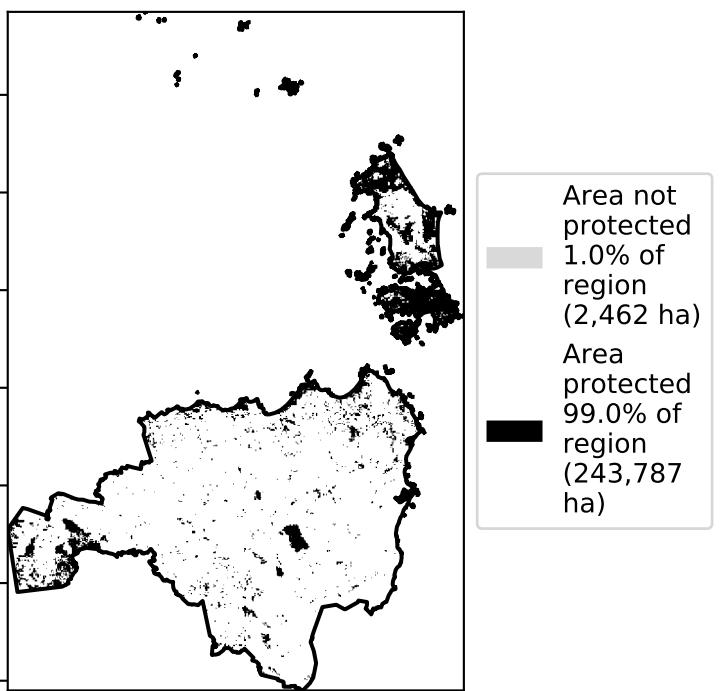 Area not
protected
1.0% of
region
(2,462 ha)
Area
protected
99.0% of
region
(243,787
ha)